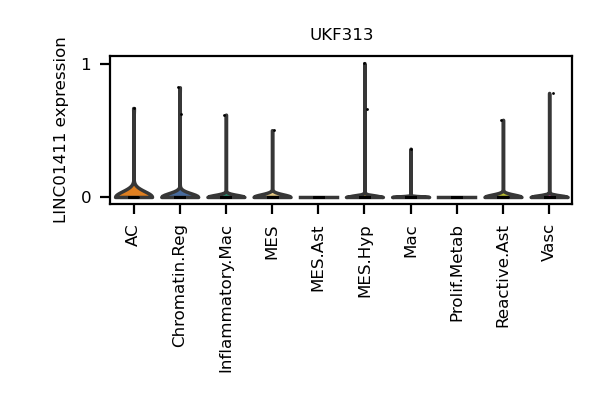 UKF313
LINC01411 expression
1
0
AC
Chromatin.Reg
Inflammatory.Mac
MES
MES.Ast
MES.Hyp
Mac
Prolif.Metab
Reactive.Ast
Vasc